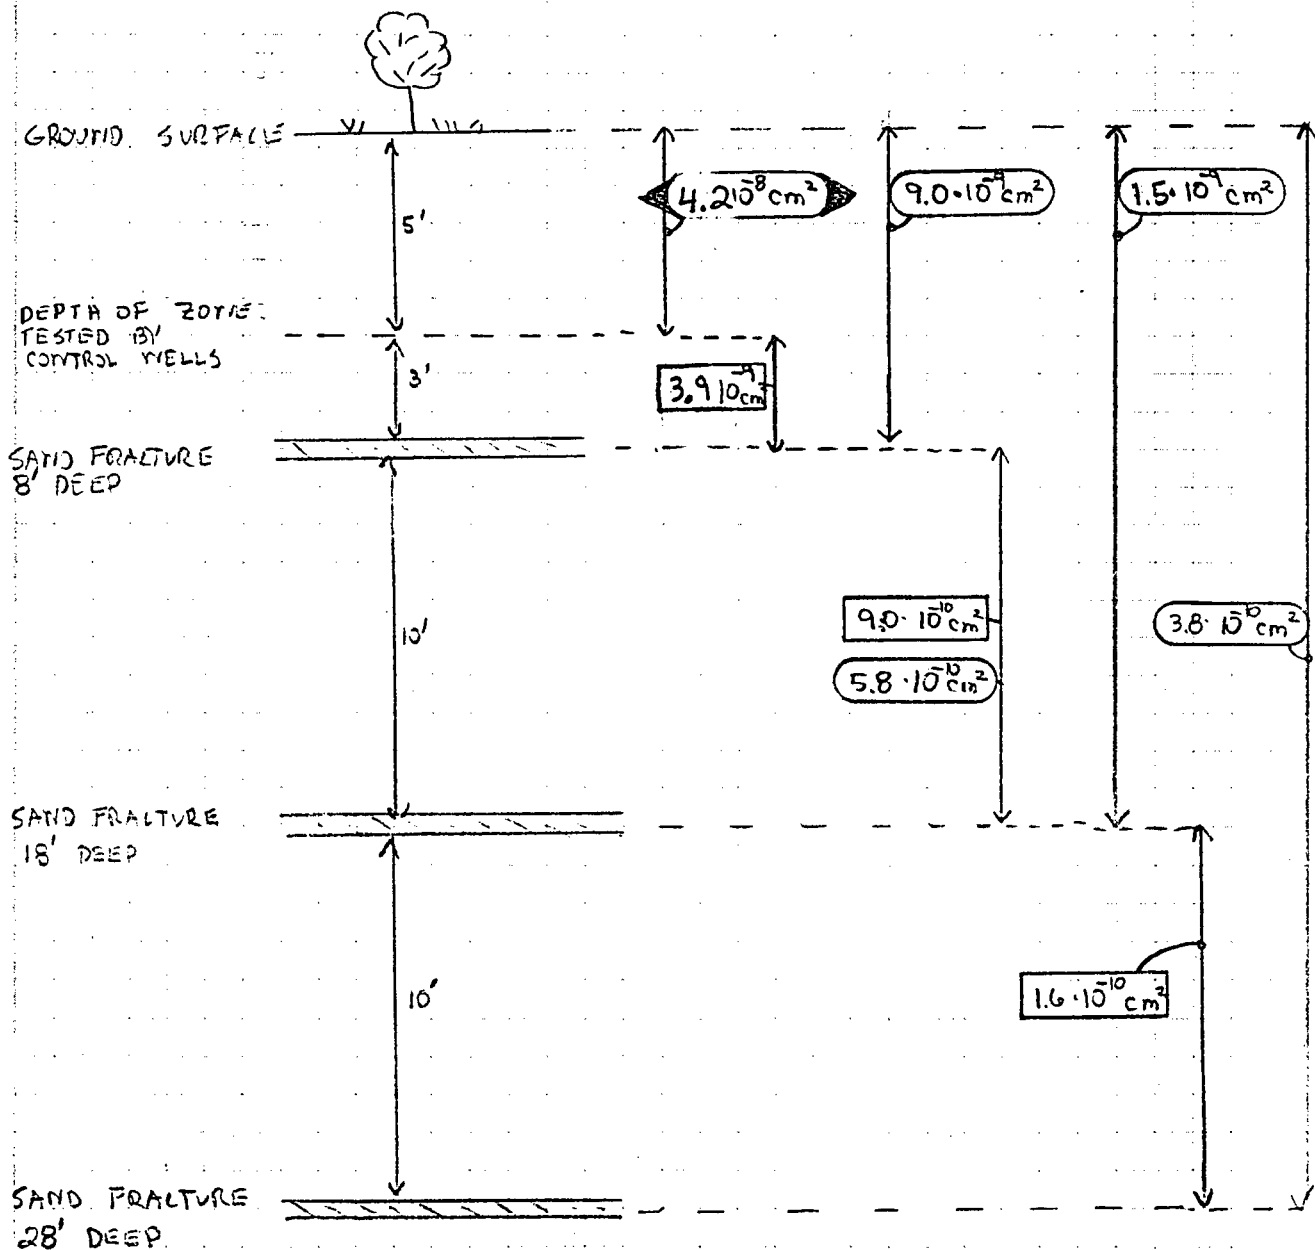 GROUND SURFACE
4.2 10⁻⁸ cm²
9.0·10⁻⁹ cm²
1.5·10⁻⁹ cm²
5'
DEPTH OF ZONE
TESTED BY
CONTROL WELLS
3'
3.9 10⁻⁹ cm
SAND FRACTURE
8' DEEP
10'
9.0·10⁻¹⁰ cm²
3.8·10⁻¹⁰ cm²
5.8·10⁻¹⁰ cm²
SAND FRACTURE
18' DEEP
10'
1.6·10⁻¹⁰ cm²
SAND FRACTURE
28' DEEP